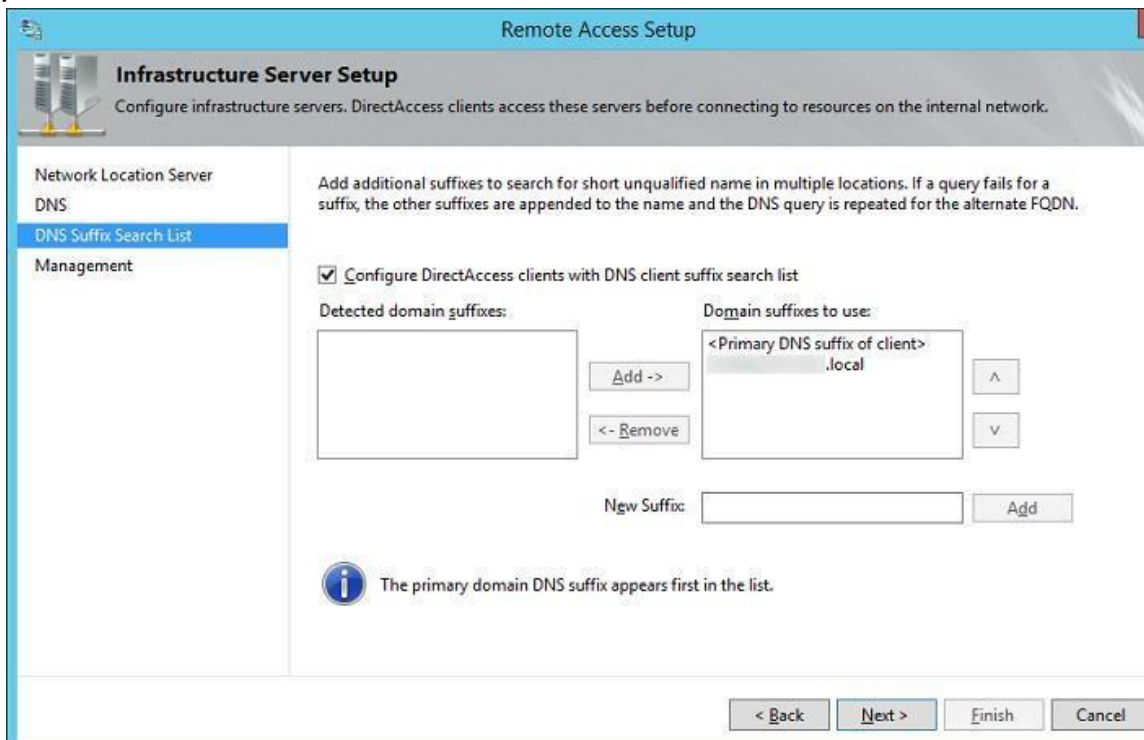 Remote Access Setup
Infrastructure Server Setup
Configure infrastructure servers. DirectAccess clients access these servers before connecting to resources on the internal network.
Network Location Server
DNS
DNS Suffix Search List
Management
Add additional suffixes to search for short unqualified name in multiple locations. If a query fails for a
suffix, the other suffixes are appended to the name and the DNS query is repeated for the alternate FQDN.
Configure DirectAccess clients with DNS client suffix search list
Detected domain suffixes:
Domain suffixes to use:
<Primary DNS suffix of client>
.local
Add ->
<- Remove
New Suffix:
Add
The primary domain DNS suffix appears first in the list.
< Back
Next >
Finish
Cancel